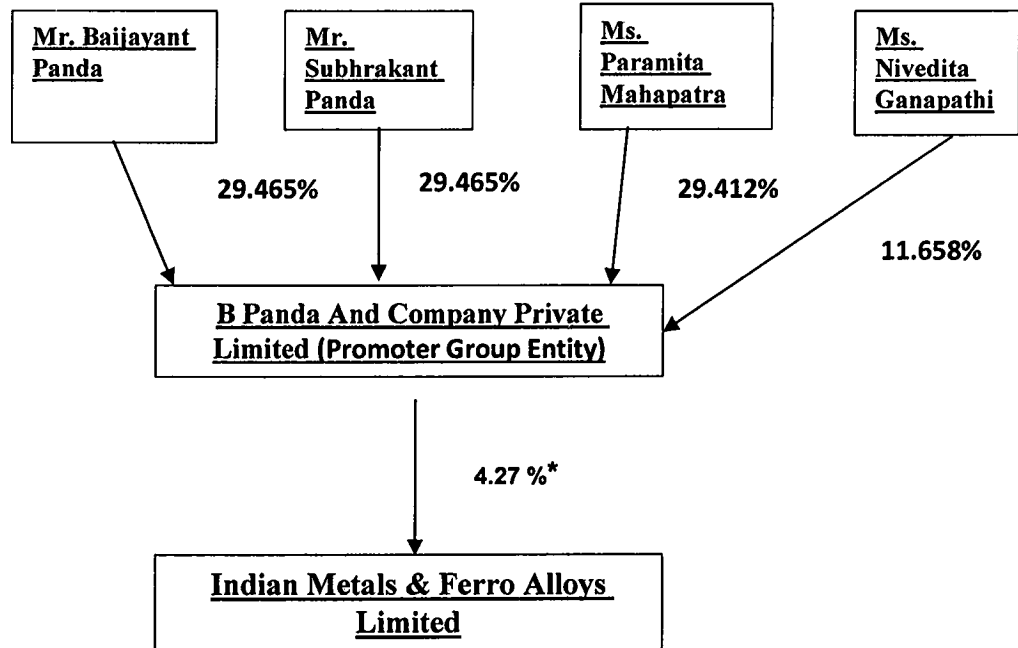 Mr. Baijayant
Panda
Mr.
Subhrakant
Panda
Ms.
Paramita
Mahapatra
Ms.
Nivedita
Ganapathi
29.465%
29.465%
29.412%
11.658%
B Panda And Company Private
Limited (Promoter Group Entity)
4.27 %*
Indian Metals & Ferro Alloys
Limited